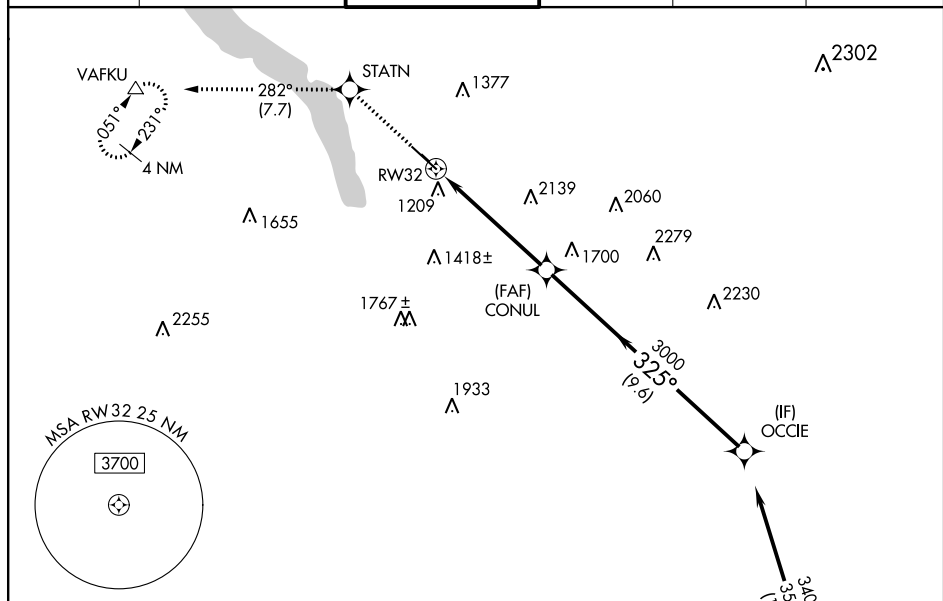 2302
STATN
VAFKU
1377
282°
(7.7)
051°
231°
4 NM
RW32
1209
2139
2060
1655
1418±
1700
2279
(FAF)
CONUL
2230
1767 ±
2255
3000
325°
(9.6)
1933
(IF)
OCCIE
MSA RW32 25 NM
3700